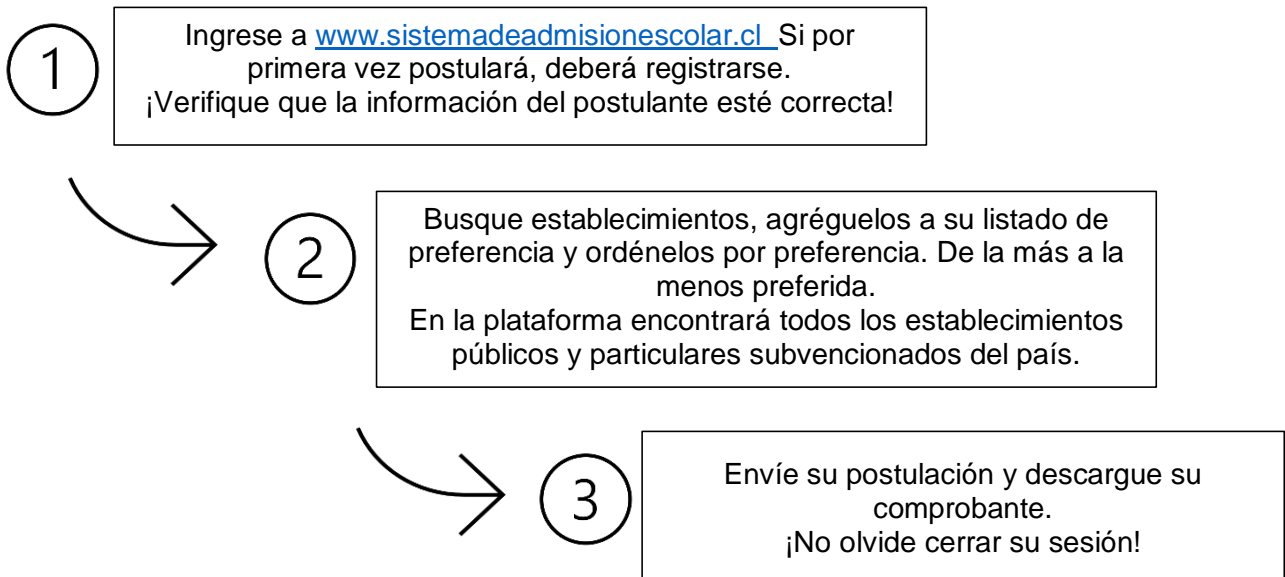 1
Ingrese a www.sistemadeadmisionescolar.cl Si por
primera vez postulará, deberá registrarse.
¡Verifique que la información del postulante esté correcta!
2
Busque establecimientos, agréguelos a su listado de
preferencia y ordénelos por preferencia. De la más a la
menos preferida.
En la plataforma encontrará todos los establecimientos
públicos y particulares subvencionados del país.
3
Envíe su postulación y descargue su
comprobante.
¡No olvide cerrar su sesión!